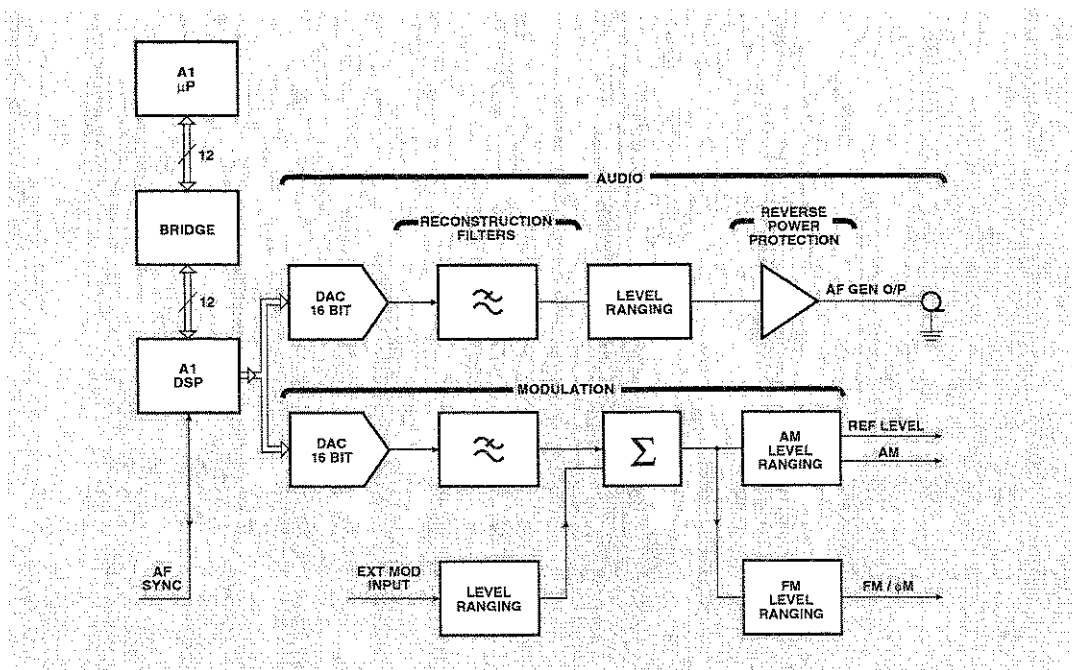 A1
µP
12
AUDIO
BRIDGE
RECONSTRUCTION
FILTERS
REVERSE
POWER
PROTECTION
12
DAC
16 BIT
LEVEL
RANGING
AF GEN O/P
A1
DSP
MODULATION
DAC
16 BIT
Σ
AM
LEVEL
RANGING
REF LEVEL
AM
AF
SYNC
EXT MOD
INPUT
LEVEL
RANGING
FM
LEVEL
RANGING
FM / ϕM